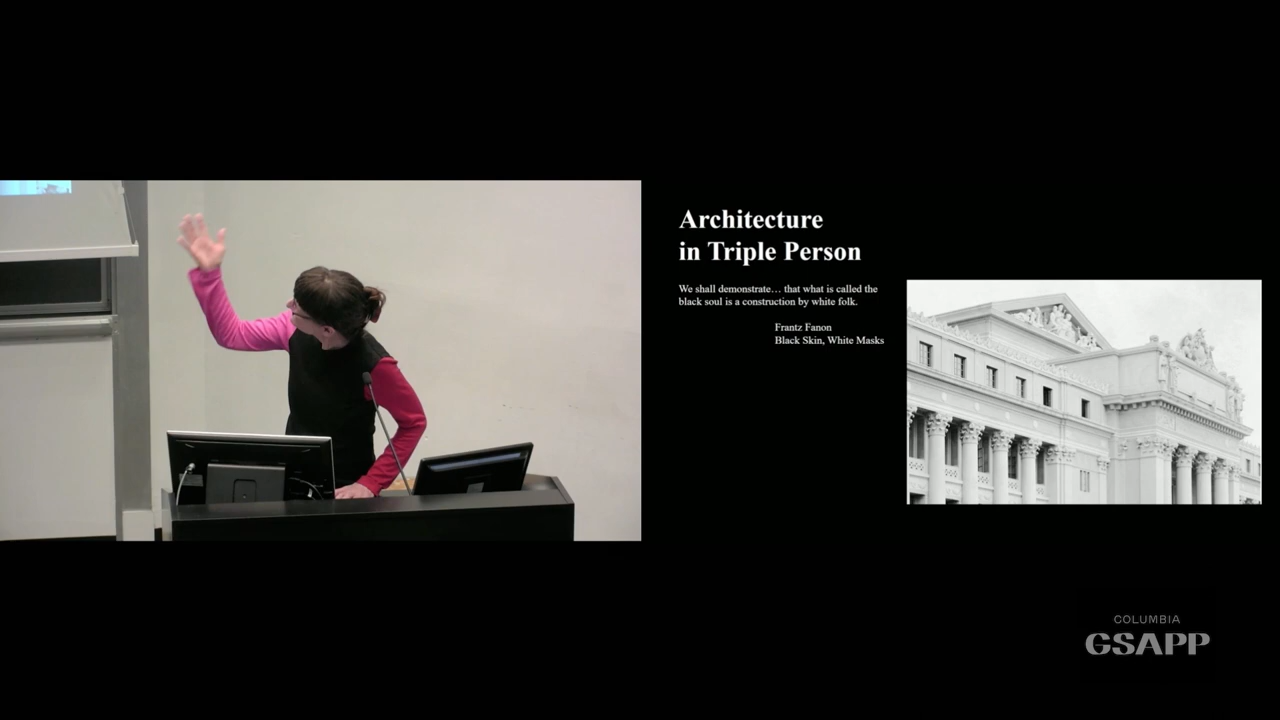 Architecture
in Triple Person
We shall demonstrate… that what is called the
black soul is a construction by white folk.
Frantz Fanon
Black Skin, White Masks
COLUMBIA
GSAPP